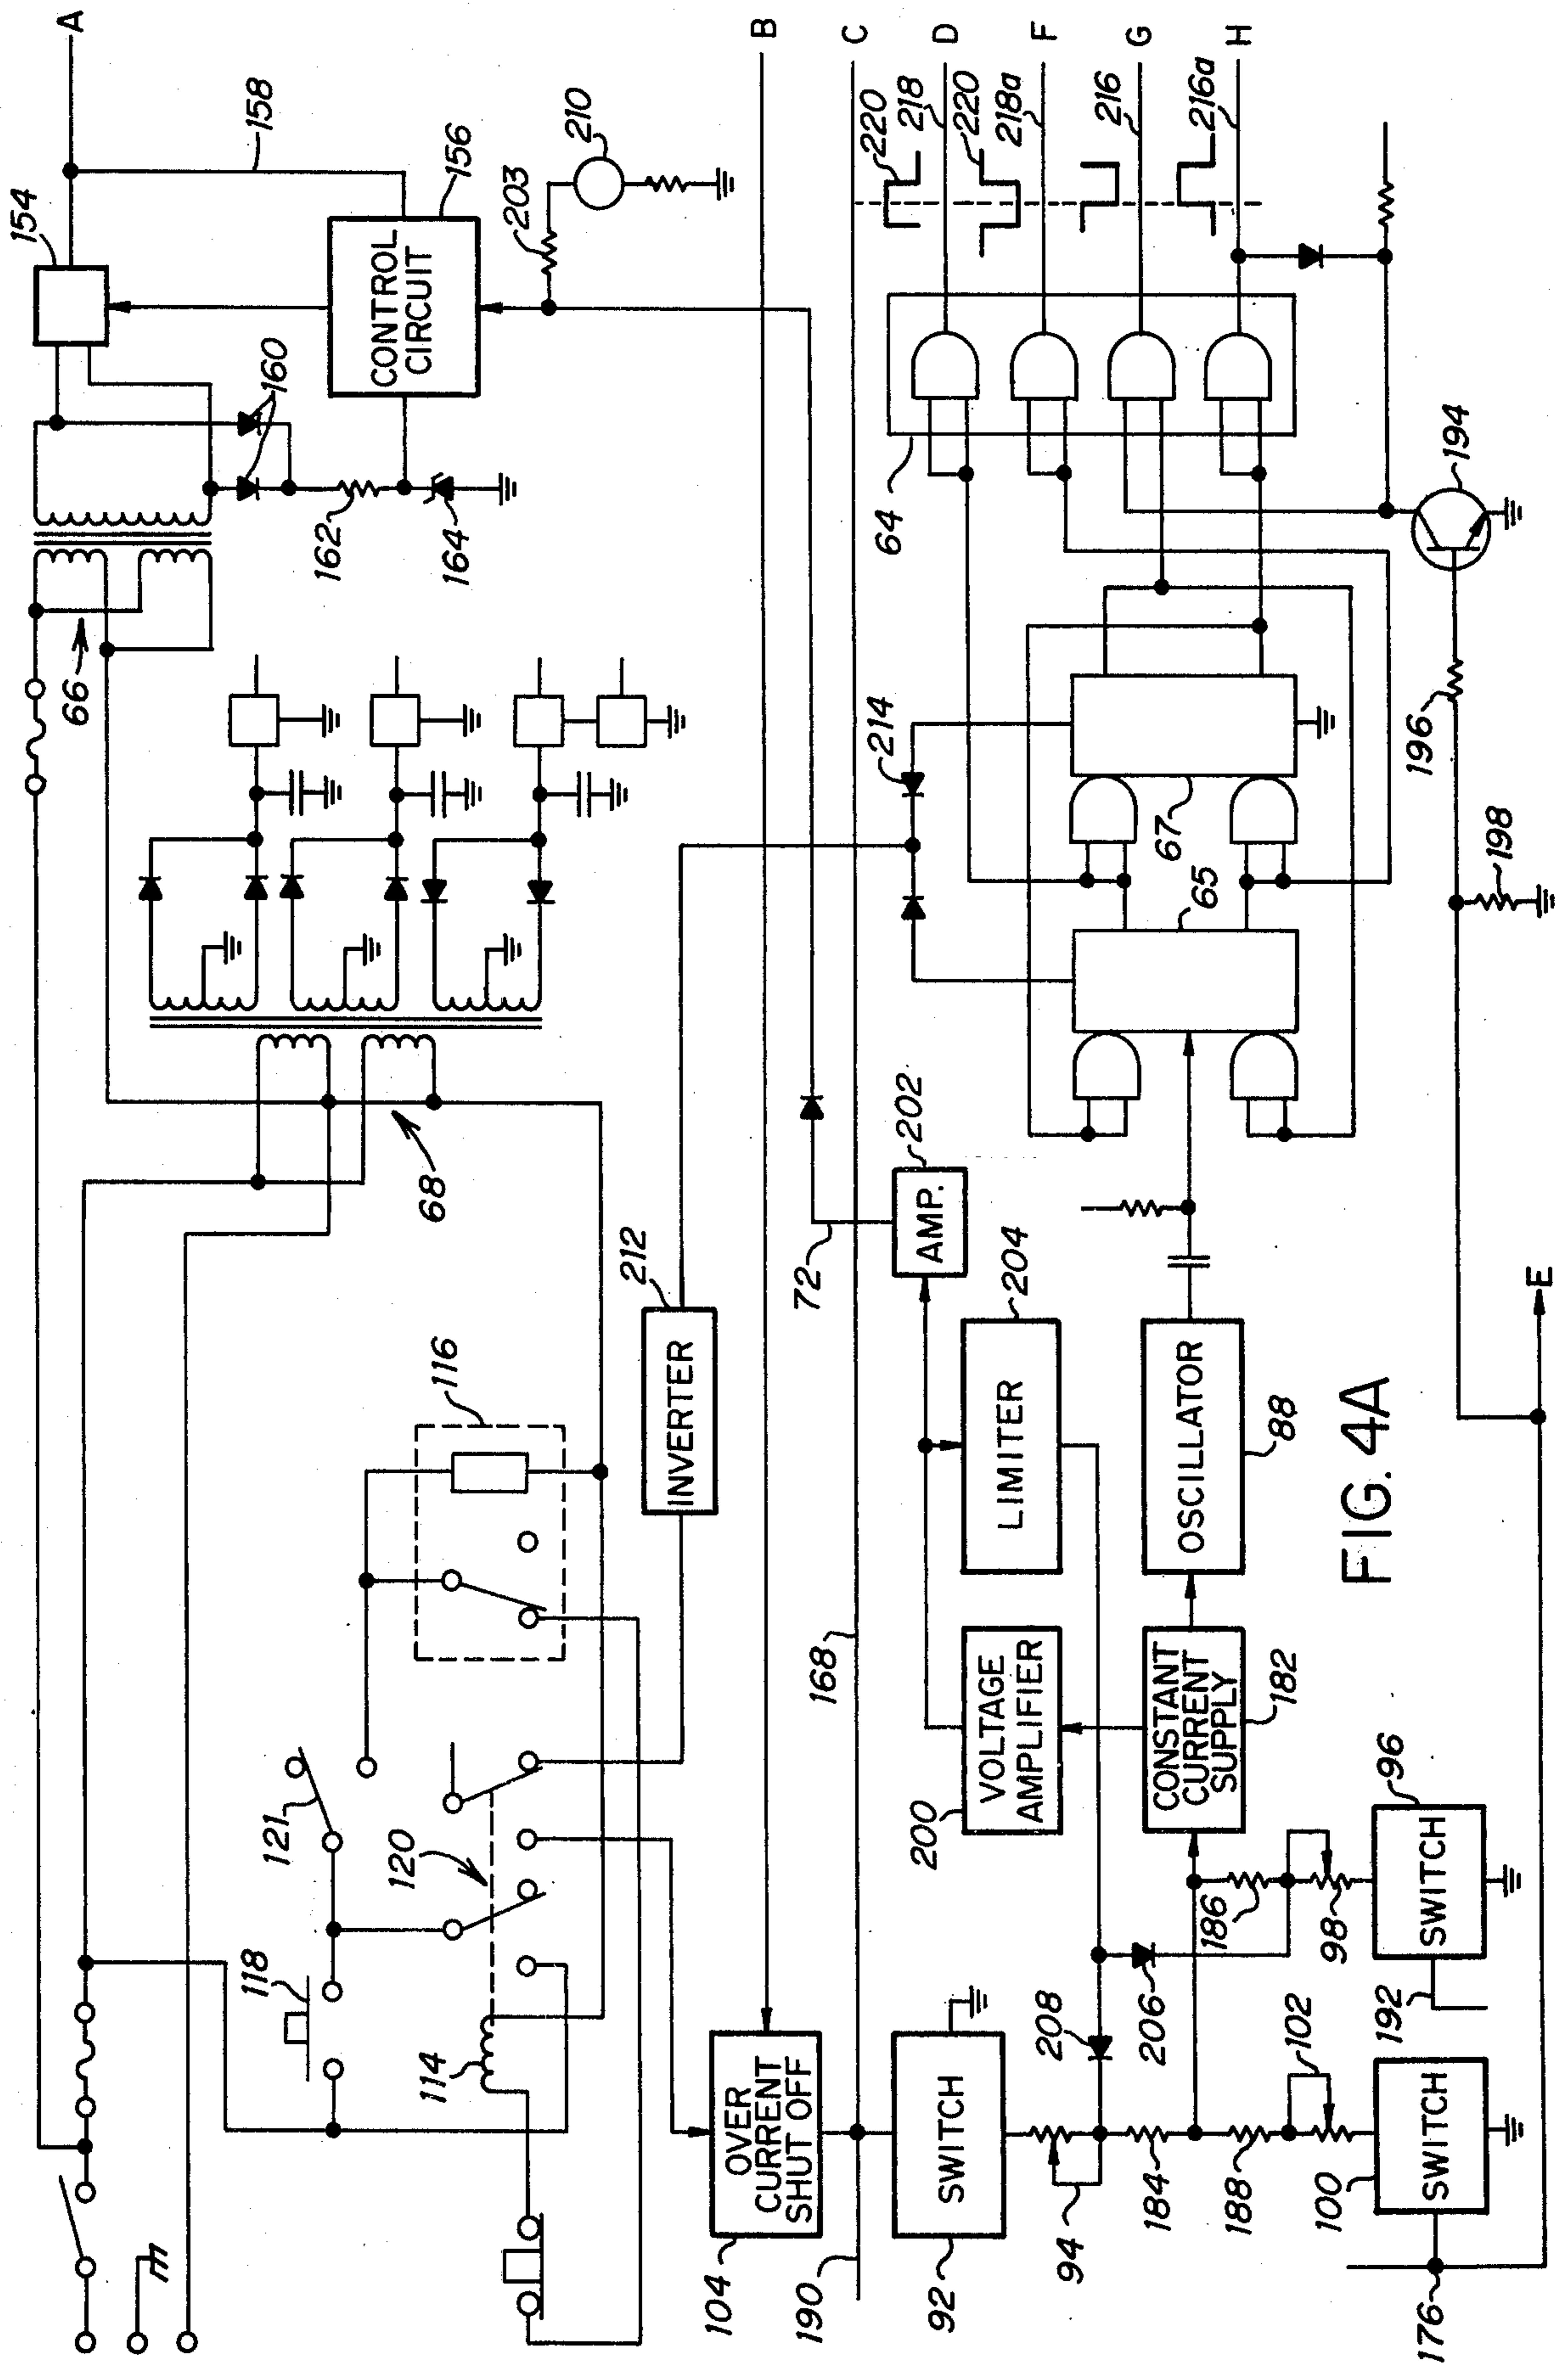 A
158
154
156
CONTROL
CIRCUIT
203
210
160
162
164
66
68
B
C
D
F
G
H
220
218
220
218a
216
216a
64
194
214
67
65
196
198
212
INVERTER
116
121
120
118
114
72
202
AMP.
204
LIMITER
OSCILLATOR
88
168
200
VOLTAGE
AMPLIFIER
CONSTANT
CURRENT
SUPPLY
182
OVER
CURRENT
SHUT OFF
104
190
SWITCH
92
94
208
206
184
186
188
98
96
SWITCH
192
102
100
SWITCH
176
E
FIG. 4A